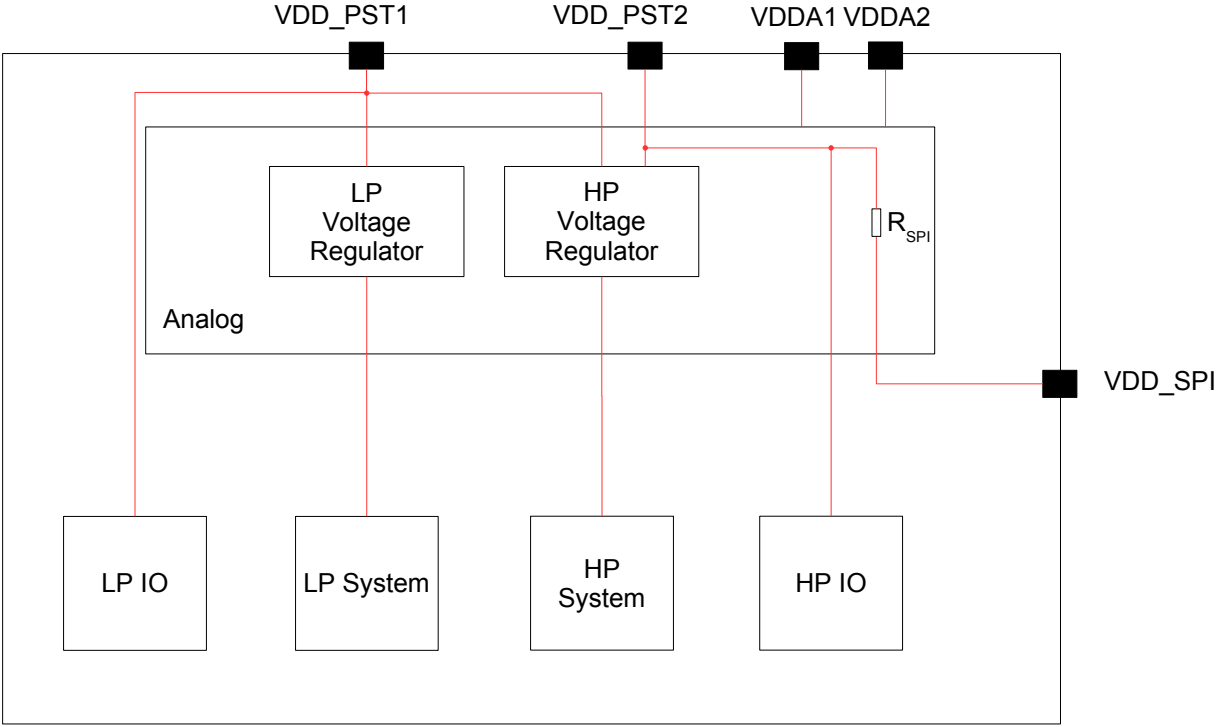 VDD_PST1
VDD_PST2
VDDA1
VDDA2
LP
Voltage
Regulator
HP
Voltage
Regulator
RSPI
Analog
VDD_SPI
LP IO
LP System
HP
System
HP IO